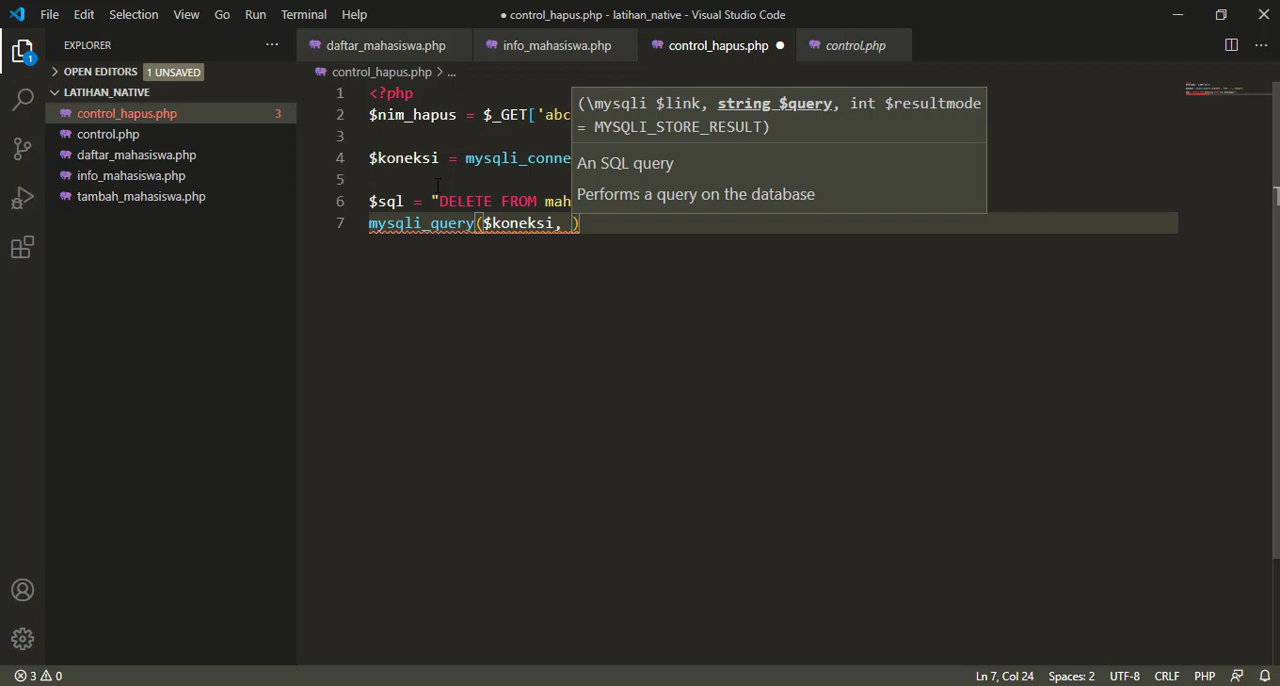 File Edit Selection View Go Run Terminal Help
● control_hapus.php - latihan_native - Visual Studio Code
EXPLORER
daftar_mahasiswa.php info_mahasiswa.php control_hapus.php control.php
OPEN EDITORS 1 UNSAVED
LATIHAN_NATIVE
control_hapus.php 3
control.php
daftar_mahasiswa.php
info_mahasiswa.php
tambah_mahasiswa.php
1
control_hapus.php > ...
1 <?php
2 $nim_hapus = $_GET['abc
3
4 $koneksi = mysqli_conne
5
6 $sql = "DELETE FROM mah
7 mysqli_query($koneksi, )
(\mysqli $link, string $query, int $resultmode
= MYSQLI_STORE_RESULT)
An SQL query
Performs a query on the database
3 0
Ln 7, Col 24 Spaces: 2 UTF-8 CRLF PHP